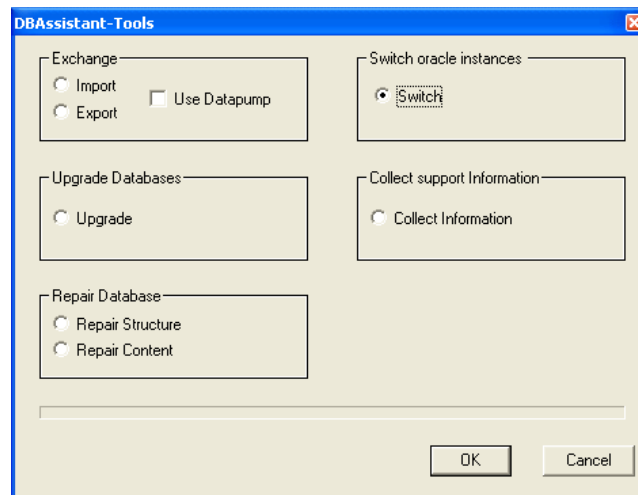 DBAssistant-Tools
Exchange
Import
Export
Use Datapump
Switch oracle instances
Switch
Upgrade Databases
Upgrade
Collect support Information
Collect Information
Repair Database
Repair Structure
Repair Content
OK
Cancel